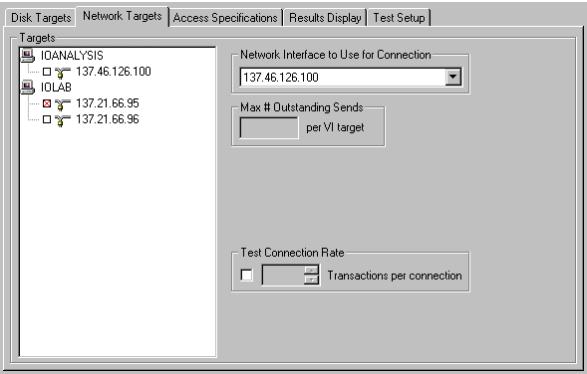 Disk Targets Network Targets Access Specifications Results Display Test Setup
Targets
IOANALYSIS
137.46.126.100
IOLAB
137.21.66.95
137.21.66.96
Network Interface to Use for Connection
137.46.126.100
Max # Outstanding Sends
per VI target
Test Connection Rate
Transactions per connection